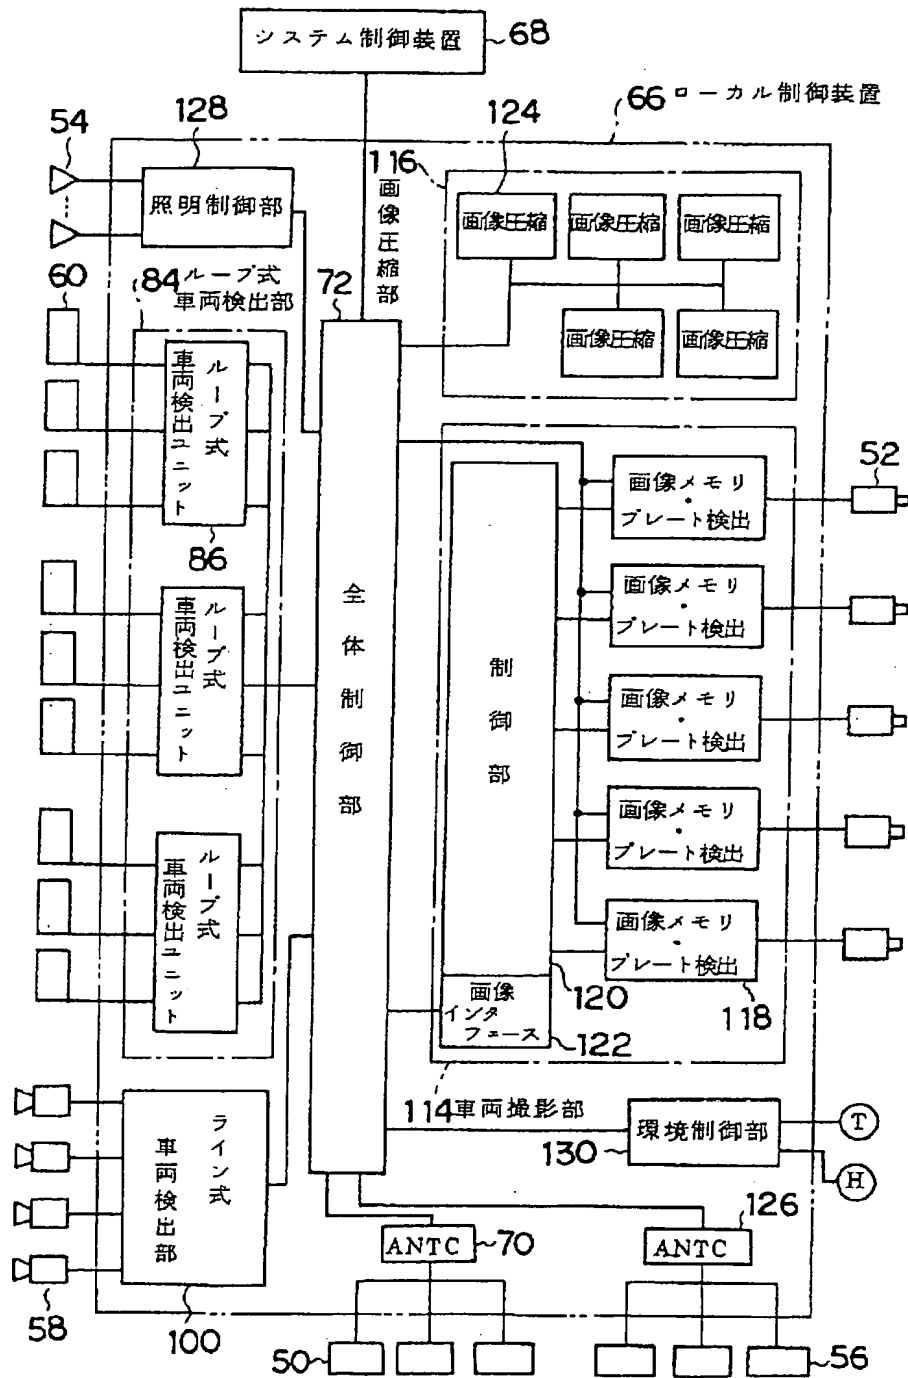 システム制御装置
68
66
ローカル制御装置
54
128
照明制御部
116
画像圧縮部
124
画像圧縮
画像圧縮
画像圧縮
画像圧縮
画像圧縮
60
84
ループ式
車両検出部
72
ループ式
車両検出ユニット
86
ループ式
車両検出ユニット
ループ式
車両検出ユニット
全体制御部
制御部
画像メモリ
・
プレート検出
52
画像メモリ
・
プレート検出
画像メモリ
・
プレート検出
画像メモリ
・
プレート検出
画像メモリ
・
プレート検出
118
120
画像
インタ
フェース
122
114
車両撮影部
環境制御部
130
T
H
ライン式
車両検出部
58
100
ANTC
70
ANTC
126
50
56